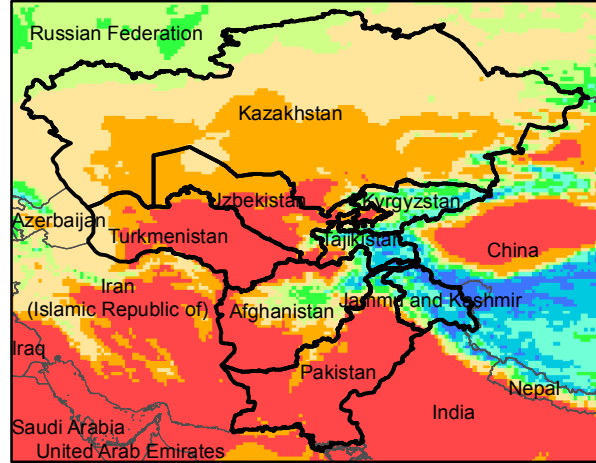 Russian Federation
Kazakhstan
Uzbekistan
Kyrgyzstan
Azerbaijan
Turkmenistan
Tajikistan
China
Iran
(Islamic Republic of)
Afghanistan
Jammu and Kashmir
Iraq
Pakistan
Nepal
India
Saudi Arabia
United Arab Emirates